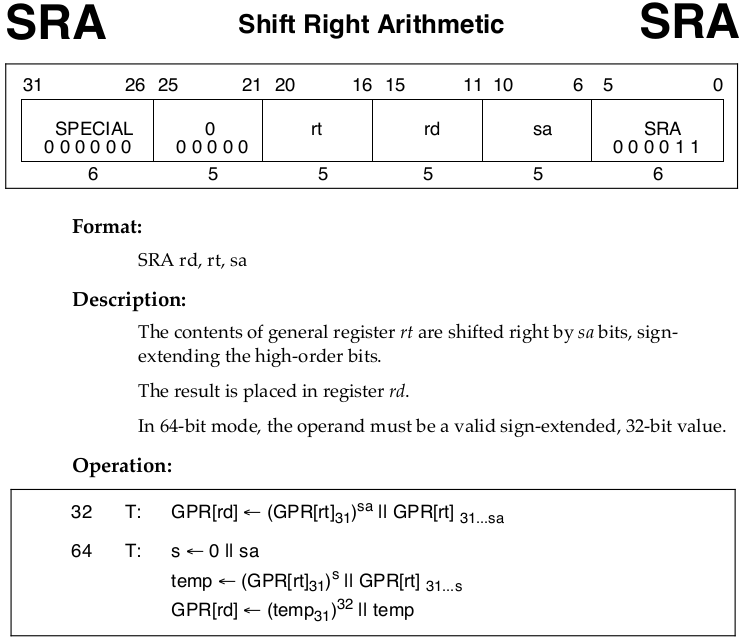 SRA Shift Right Arithmetic SRA
31 26 25 21 20 16 15 11 10 6 5 0
SPECIAL 0 rt rd sa SRA
0 0 0 0 0 0 0 0 0 0 0 0 0 0 0 1 1
6 5 5 5 5 6
Format:
SRA rd, rt, sa
Description:
The contents of general register rt are shifted right by sa bits, sign-
extending the high-order bits.
The result is placed in register rd.
In 64-bit mode, the operand must be a valid sign-extended, 32-bit value.
Operation:
32 T: GPR[rd] ← (GPR[rt]31)sa || GPR[rt] 31...sa
64 T: s ← 0 || sa
temp ← (GPR[rt]31)s || GPR[rt] 31...s
GPR[rd] ← (temp31)32 || temp